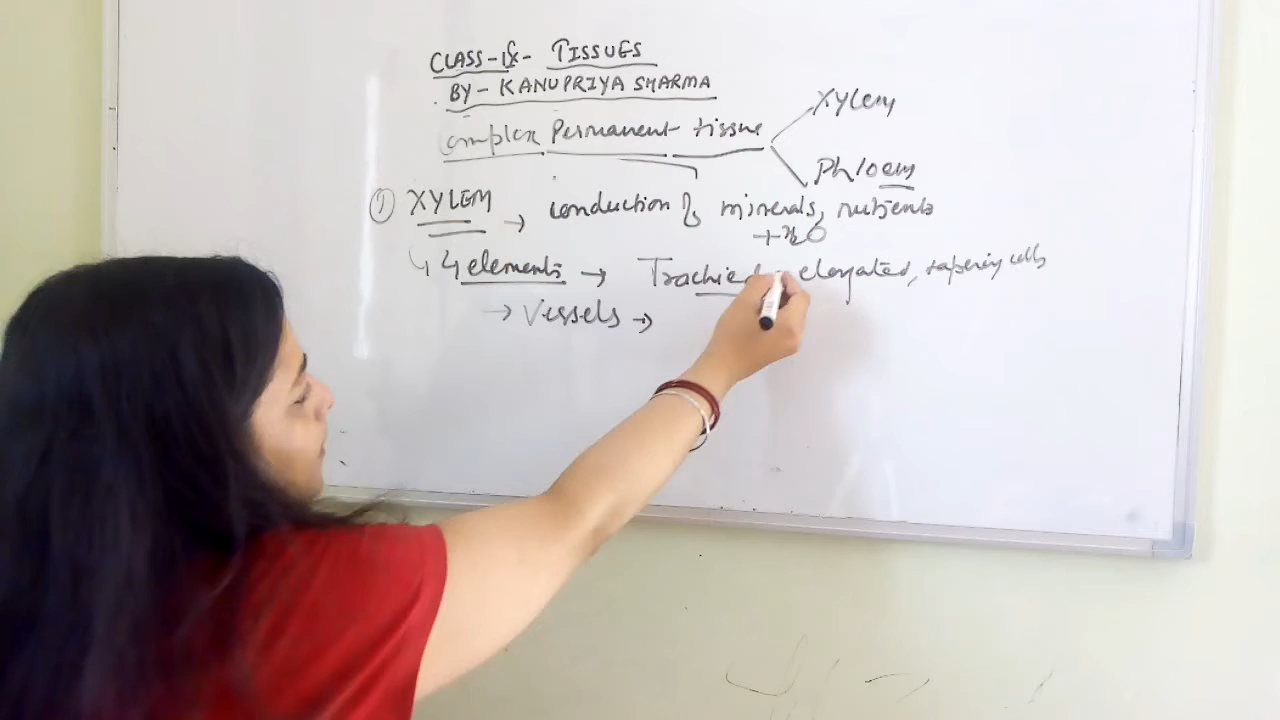 CLASS-IX- TISSUES
BY- KANUPRIYA SHARMA
Complex Permanent tissue
Xylem
Phloem
① XYLEM → conduction of minerals, nutrients
+ H2O
↳ 4 elements → Trachied elongated, tapering cells
→ Vessels →